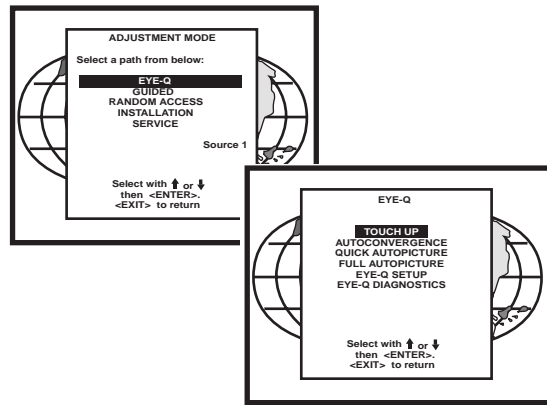 ADJUSTMENT MODE
Select a path from below:
EYE-Q
GUIDED
RANDOM ACCESS
INSTALLATION
SERVICE
Source 1
Select with ⬆ or ⬇
then <ENTER>.
<EXIT> to return
EYE-Q
TOUCH UP
AUTOCONVERGENCE
QUICK AUTOPICTURE
FULL AUTOPICTURE
EYE-Q SETUP
EYE-Q DIAGNOSTICS
Select with ⬆ or ⬇
then <ENTER>.
<EXIT> to return